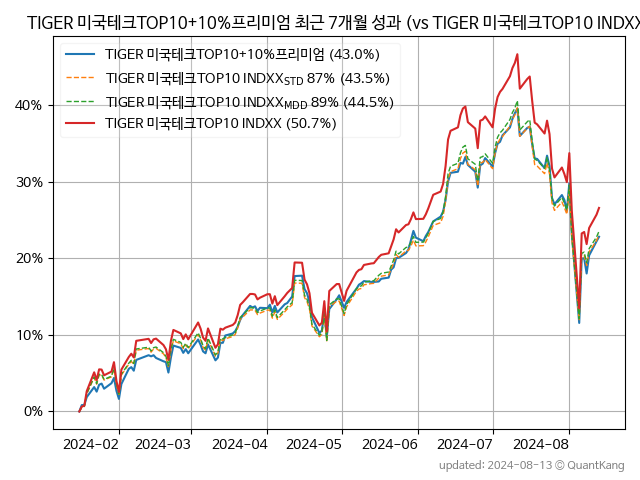 TIGER 미국테크TOP10+10%프리미엄 최근 7개월 성과 (vs TIGER 미국테크TOP10 INDXX
TIGER 미국테크TOP10+10%프리미엄 (43.0%)
TIGER 미국테크TOP10 INDXX_STD 87% (43.5%)
TIGER 미국테크TOP10 INDXX_MDD 89% (44.5%)
TIGER 미국테크TOP10 INDXX (50.7%)
40%
30%
20%
10%
0%
2024-02 2024-03 2024-04 2024-05 2024-06 2024-07 2024-08
updated: 2024-08-13 © QuantKang